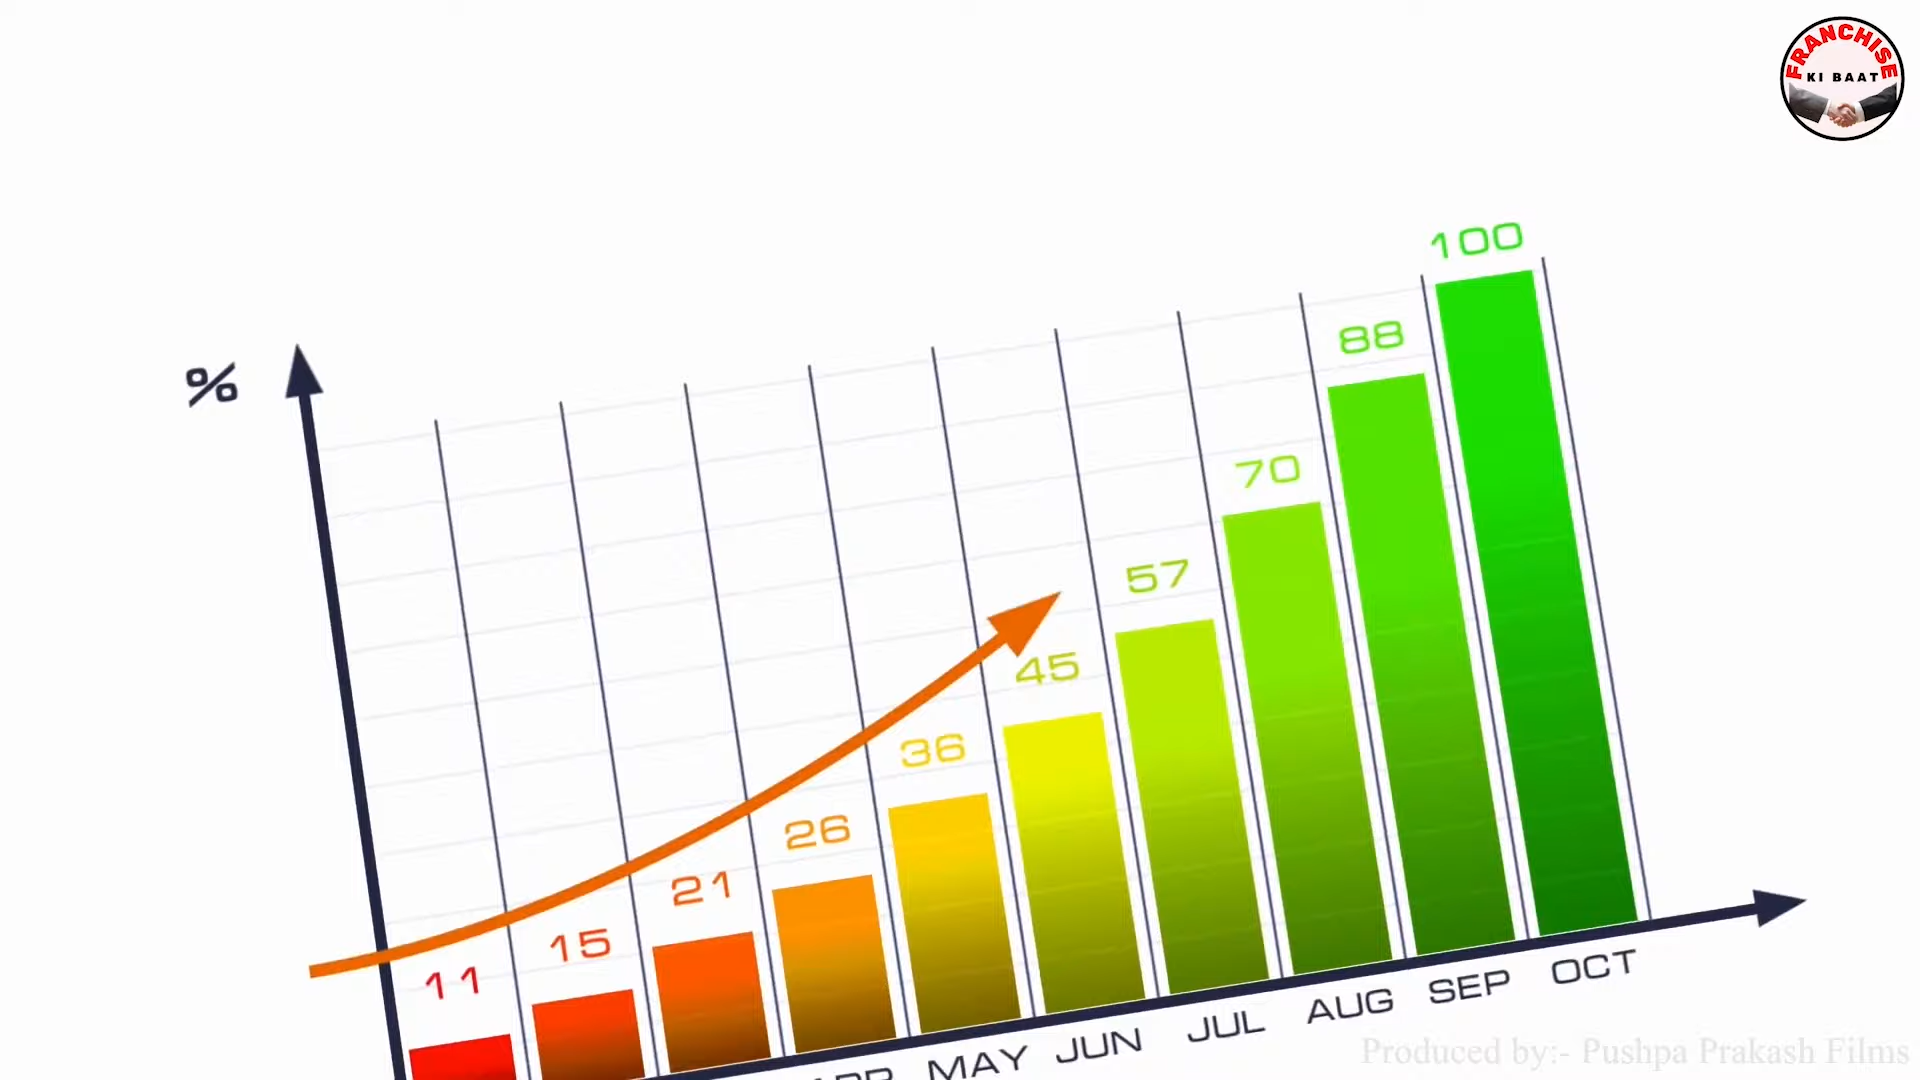 FRANCHISE
KI BAAT
%
100
88
70
57
45
36
26
21
15
11
MAY JUN JUL AUG SEP OCT
Produced by:- Pushpa Prakash Films